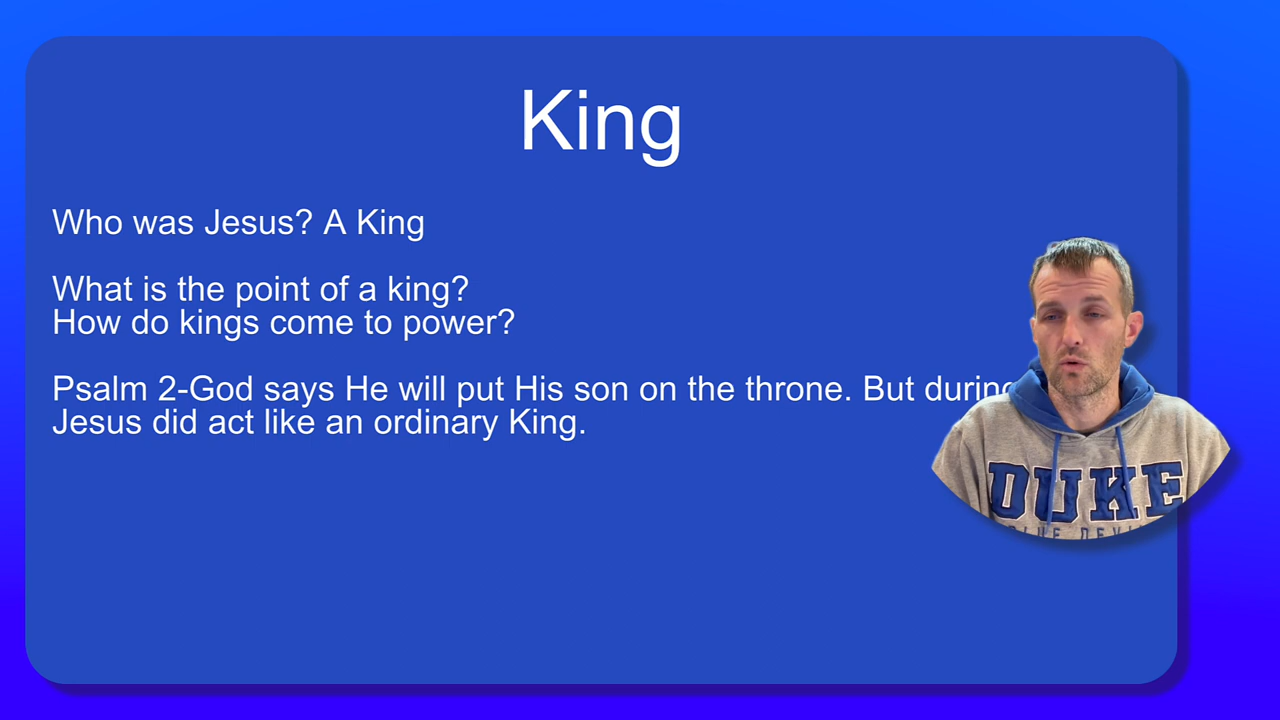 King
Who was Jesus? A King
What is the point of a king?
How do kings come to power?
Psalm 2-God says He will put His son on the throne. But during
Jesus did act like an ordinary King.
DUKE